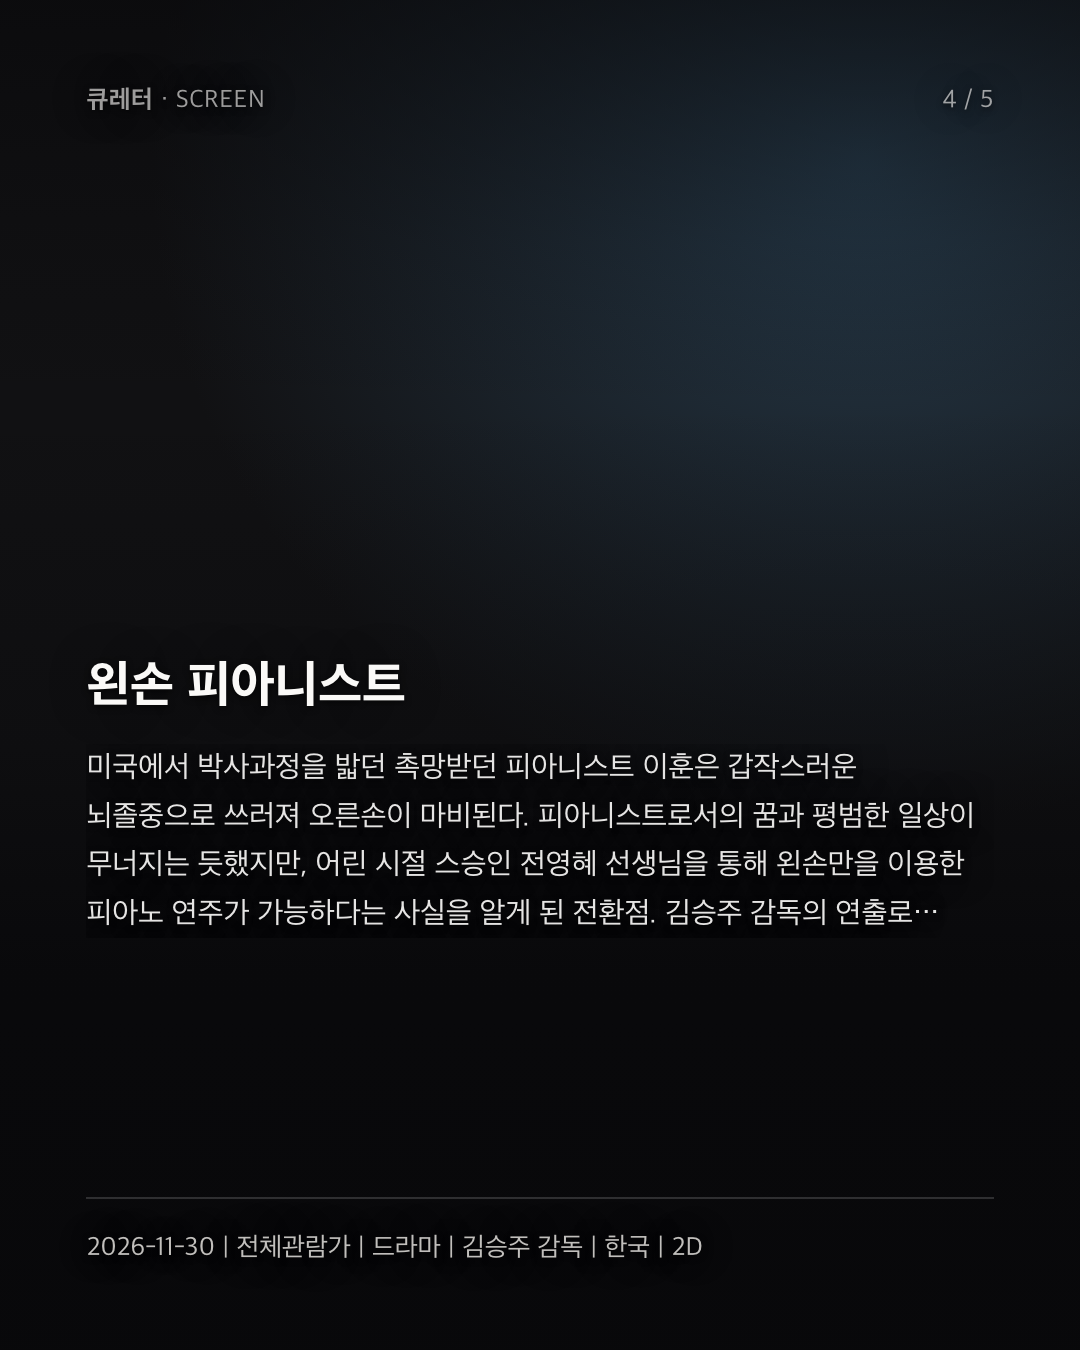 큐레터 · SCREEN
4 / 5
왼손 피아니스트
미국에서 박사과정을 밟던 촉망받던 피아니스트 이훈은 갑작스러운
뇌졸중으로 쓰러져 오른손이 마비된다. 피아니스트로서의 꿈과 평범한 일상이
무너지는 듯했지만, 어린 시절 스승인 전영혜 선생님을 통해 왼손만을 이용한
피아노 연주가 가능하다는 사실을 알게 된 전환점. 김승주 감독의 연출로…
2026-11-30 | 전체관람가 | 드라마 | 김승주 감독 | 한국 | 2D